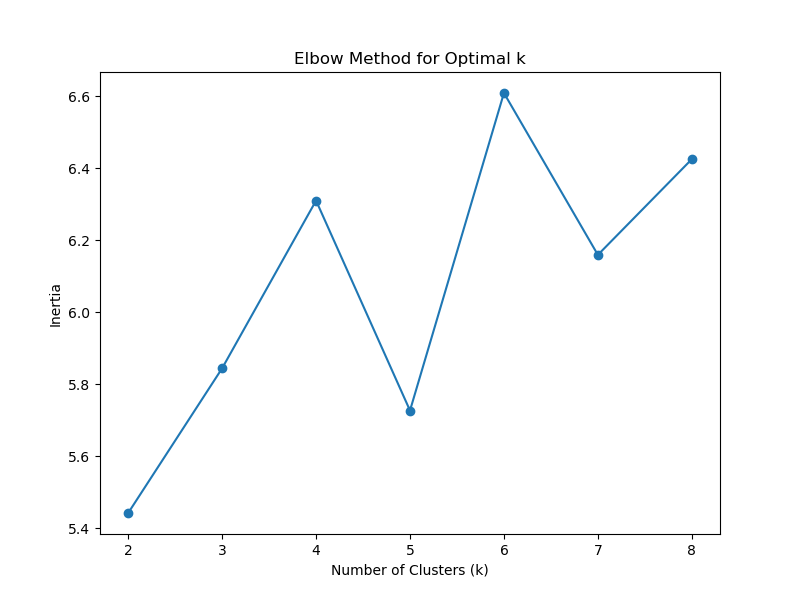 Elbow Method for Optimal k
Inertia
6.6
6.4
6.2
6.0
5.8
5.6
5.4
2 3 4 5 6 7 8
Number of Clusters (k)